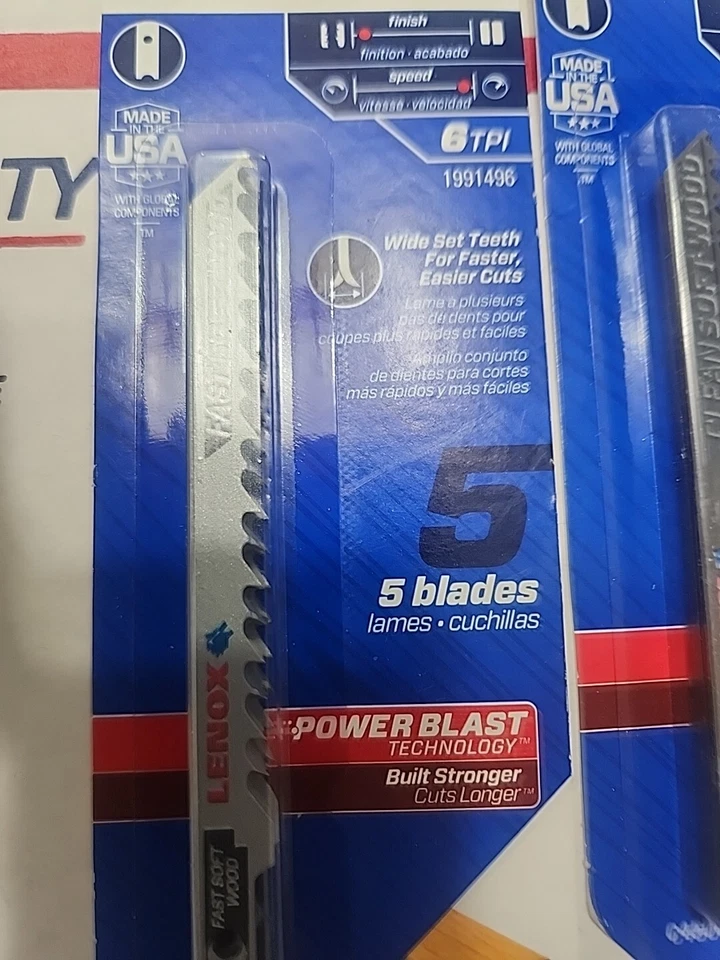 finish
finition · acabado
speed
vitesse · velocidad
MADE
IN THE
USA
WITH GLOBAL
COMPONENTS
TM
6 TPI
1991496
TY
Wide Set Teeth
For Faster,
Easier Cuts
Lame a plusieurs
pas de dents pour
coupes plus rapides et faciles
Amplio conjunto
de dientes para cortes
más rápidos y más fáciles
5
5 blades
lames • cuchillas
POWER BLAST
TECHNOLOGY™
Built Stronger
Cuts Longer™
FAST
LENOX
FAST SOFT
WOOD
MADE
IN THE
USA
WITH GLOBAL
COMPONENTS
TM
CLEAN SOFT WOOD